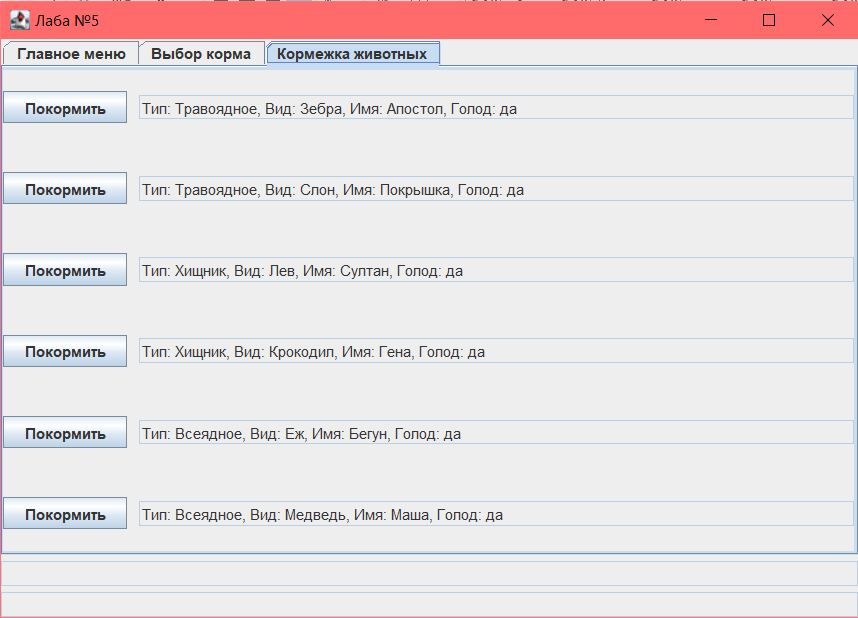 Лаба №5
Главное меню Выбор корма Кормежка животных
Покормить Тип: Травоядное, Вид: Зебра, Имя: Апостол, Голод: да
Покормить Тип: Травоядное, Вид: Слон, Имя: Покрышка, Голод: да
Покормить Тип: Хищник, Вид: Лев, Имя: Султан, Голод: да
Покормить Тип: Хищник, Вид: Крокодил, Имя: Гена, Голод: да
Покормить Тип: Всеядное, Вид: Еж, Имя: Бегун, Голод: да
Покормить Тип: Всеядное, Вид: Медведь, Имя: Маша, Голод: да